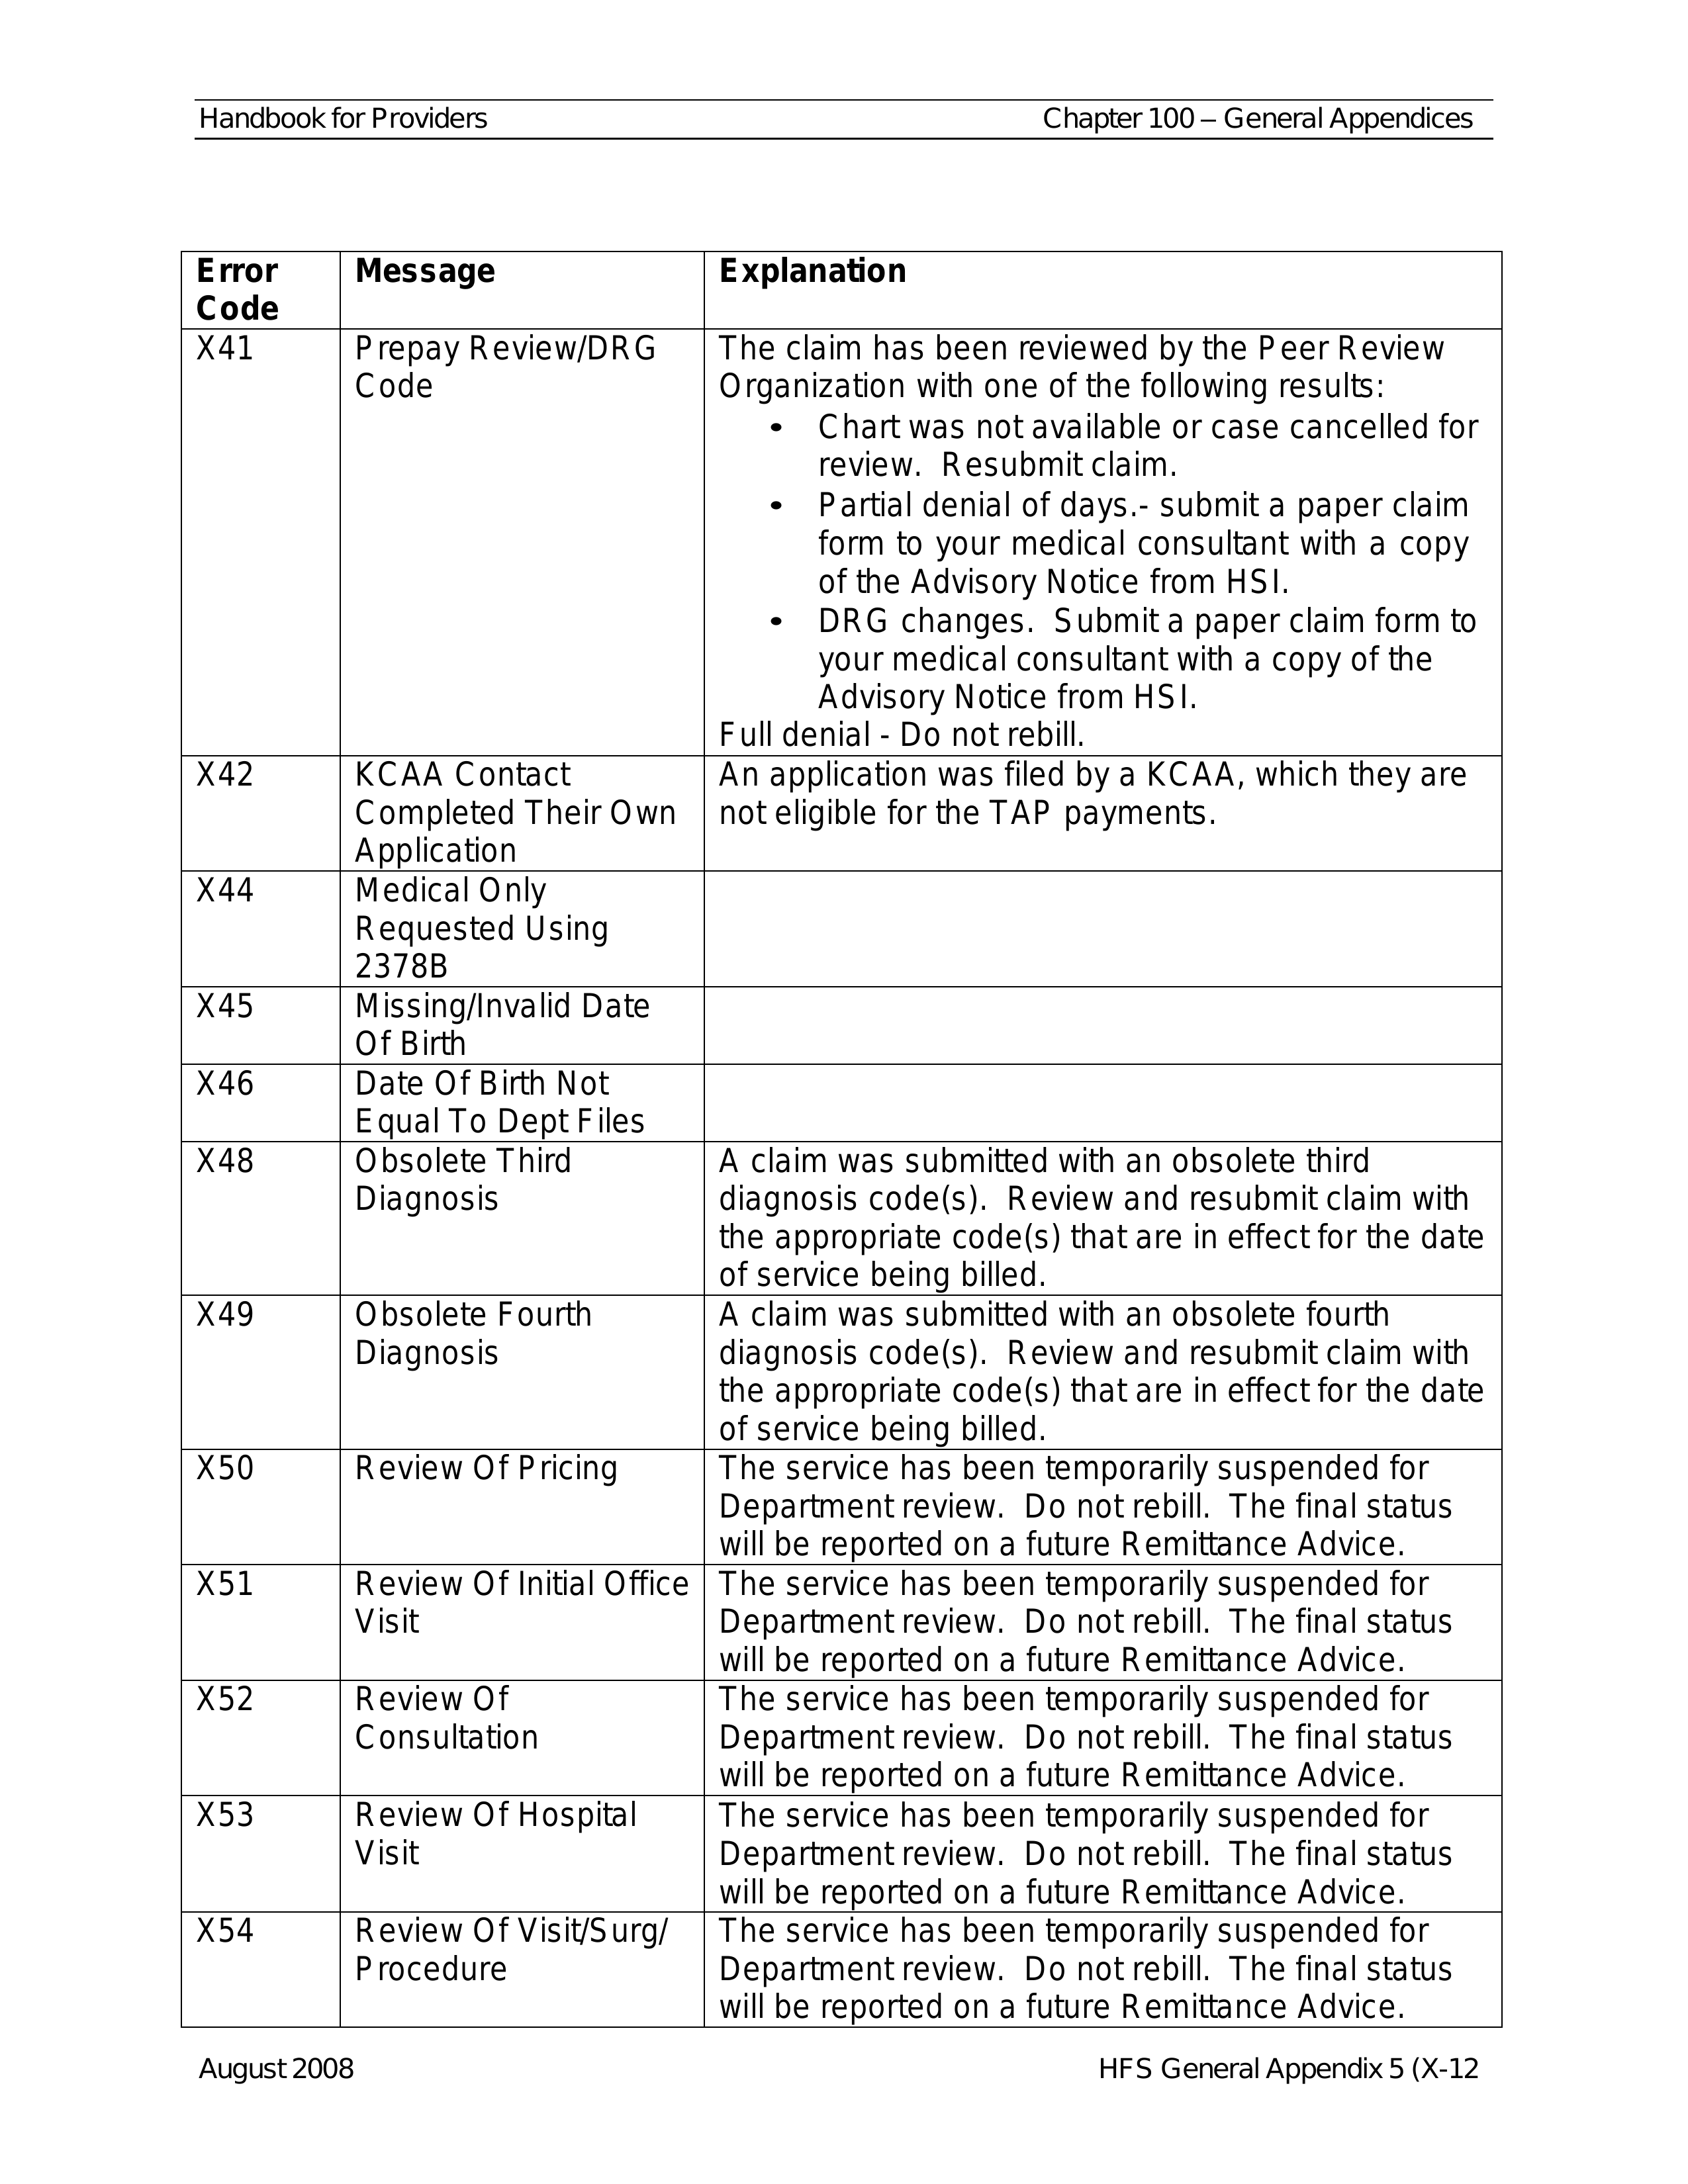 Handbook for Providers Chapter 100 – General Appendices
Error Code Message Explanation
X41 Prepay Review/DRG Code
The claim has been reviewed by the Peer Review
Organization with one of the following results:
• Chart was not available or case cancelled for
review.  Resubmit claim.
• Partial denial of days.- submit a paper claim
form to your medical consultant with a copy
of the Advisory Notice from HSI.
• DRG changes.  Submit a paper claim form to
your medical consultant with a copy of the
Advisory Notice from HSI.
Full denial - Do not rebill.
X42
KCAA Contact
Completed Their Own
Application
An application was filed by a KCAA, which they are
not eligible for the TAP payments.
X44
Medical Only
Requested Using
2378B
X45
Missing/Invalid Date
Of Birth
X46
Date Of Birth Not
Equal To Dept Files
X48
Obsolete Third
Diagnosis
A claim was submitted with an obsolete third
diagnosis code(s).  Review and resubmit claim with
the appropriate code(s) that are in effect for the date
of service being billed.
X49
Obsolete Fourth
Diagnosis
A claim was submitted with an obsolete fourth
diagnosis code(s).  Review and resubmit claim with
the appropriate code(s) that are in effect for the date
of service being billed.
X50
Review Of Pricing
The service has been temporarily suspended for
Department review.  Do not rebill.  The final status
will be reported on a future Remittance Advice.
X51
Review Of Initial Office
Visit
The service has been temporarily suspended for
Department review.  Do not rebill.  The final status
will be reported on a future Remittance Advice.
X52
Review Of
Consultation
The service has been temporarily suspended for
Department review.  Do not rebill.  The final status
will be reported on a future Remittance Advice.
X53
Review Of Hospital
Visit
The service has been temporarily suspended for
Department review.  Do not rebill.  The final status
will be reported on a future Remittance Advice.
X54
Review Of Visit/Surg/
Procedure
The service has been temporarily suspended for
Department review.  Do not rebill.  The final status
will be reported on a future Remittance Advice.
August 2008 HFS General Appendix 5 (X-12